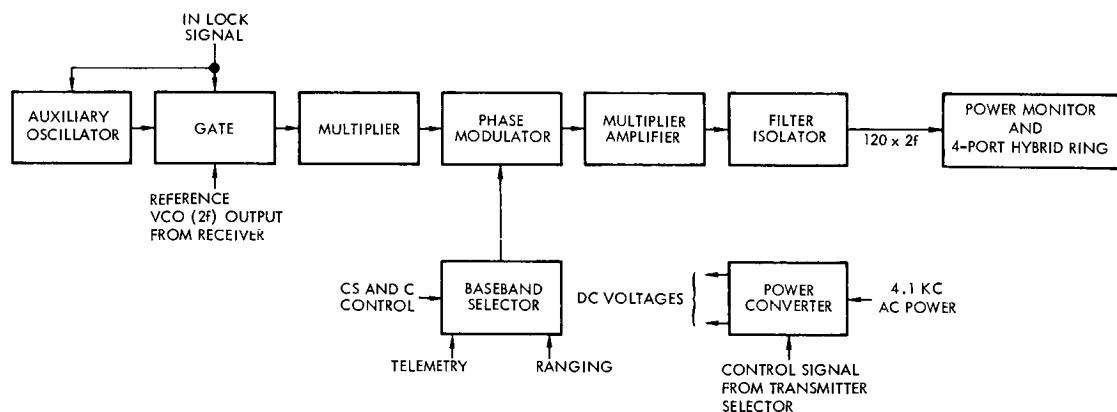 IN LOCK
SIGNAL
AUXILIARY
OSCILLATOR
GATE
MULTIPLIER
PHASE
MODULATOR
MULTIPLIER
AMPLIFIER
FILTER
ISOLATOR
120 x 2f
POWER MONITOR
AND
4-PORT HYBRID RING
REFERENCE
VCO (2f) OUTPUT
FROM RECEIVER
CS AND C
CONTROL
BASEBAND
SELECTOR
TELEMETRY
RANGING
DC VOLTAGES
POWER
CONVERTER
4.1 KC
AC POWER
CONTROL SIGNAL
FROM TRANSMITTER
SELECTOR